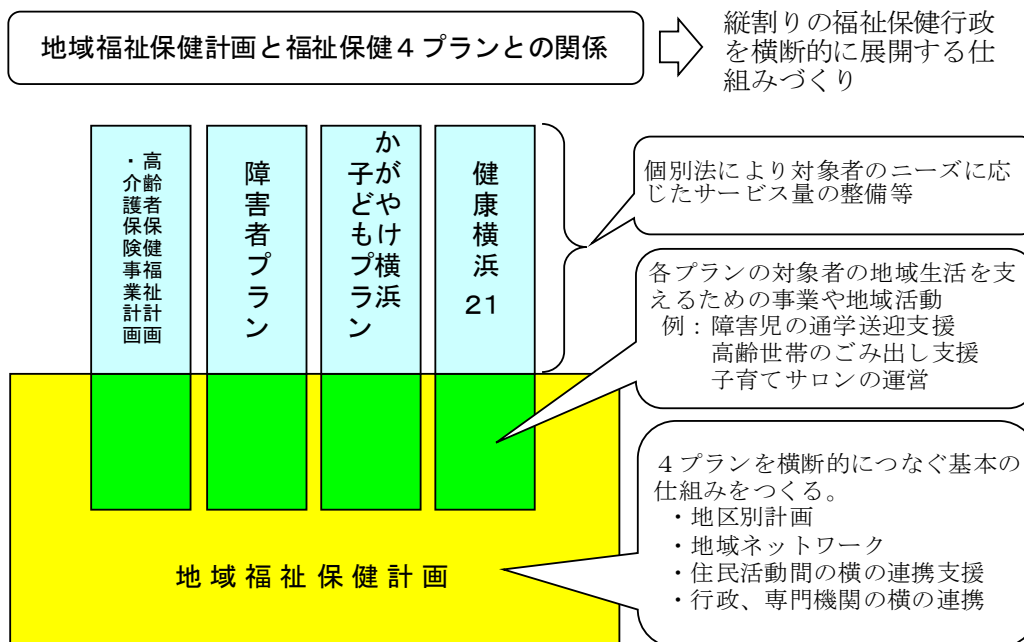 地域福祉保健計画と福祉保健４プランとの関係
縦割りの福祉保健行政
を横断的に展開する仕
組みづくり
高齢者保健福祉計画
・介護保険事業計画
障害者プラン
かがやけ横浜
子どもプラン
健康横浜21
個別法により対象者のニーズに応
じたサービス量の整備等
各プランの対象者の地域生活を支
えるための事業や地域活動
例：障害児の通学送迎支援
高齢世帯のごみ出し支援
子育てサロンの運営
４プランを横断的につなぐ基本の
仕組みをつくる。
・地区別計画
・地域ネットワーク
・住民活動間の横の連携支援
・行政、専門機関の横の連携
地域福祉保健計画